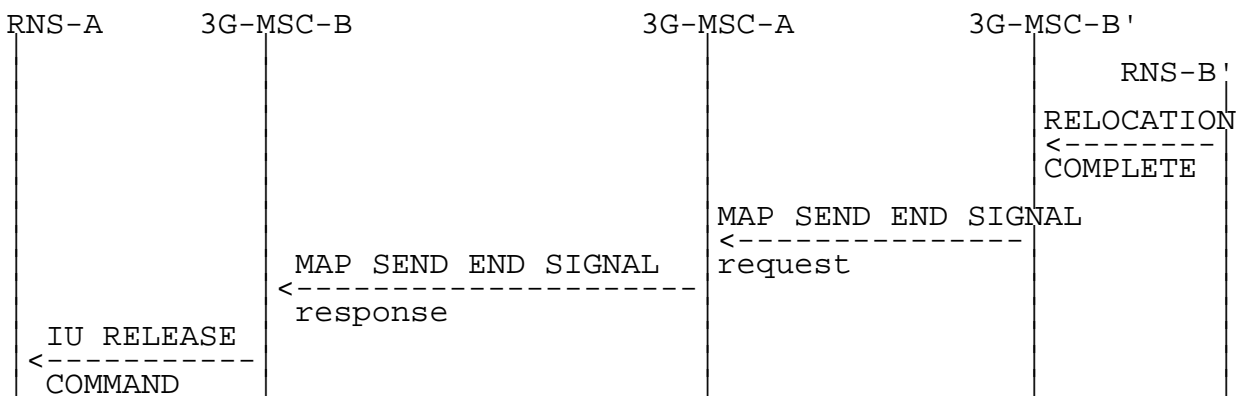 RNS-A 3G-MSC-B 3G-MSC-A 3G-MSC-B'
RNS-B'
RELOCATION
COMPLETE
MAP SEND END SIGNAL
request
MAP SEND END SIGNAL
response
IU RELEASE
COMMAND